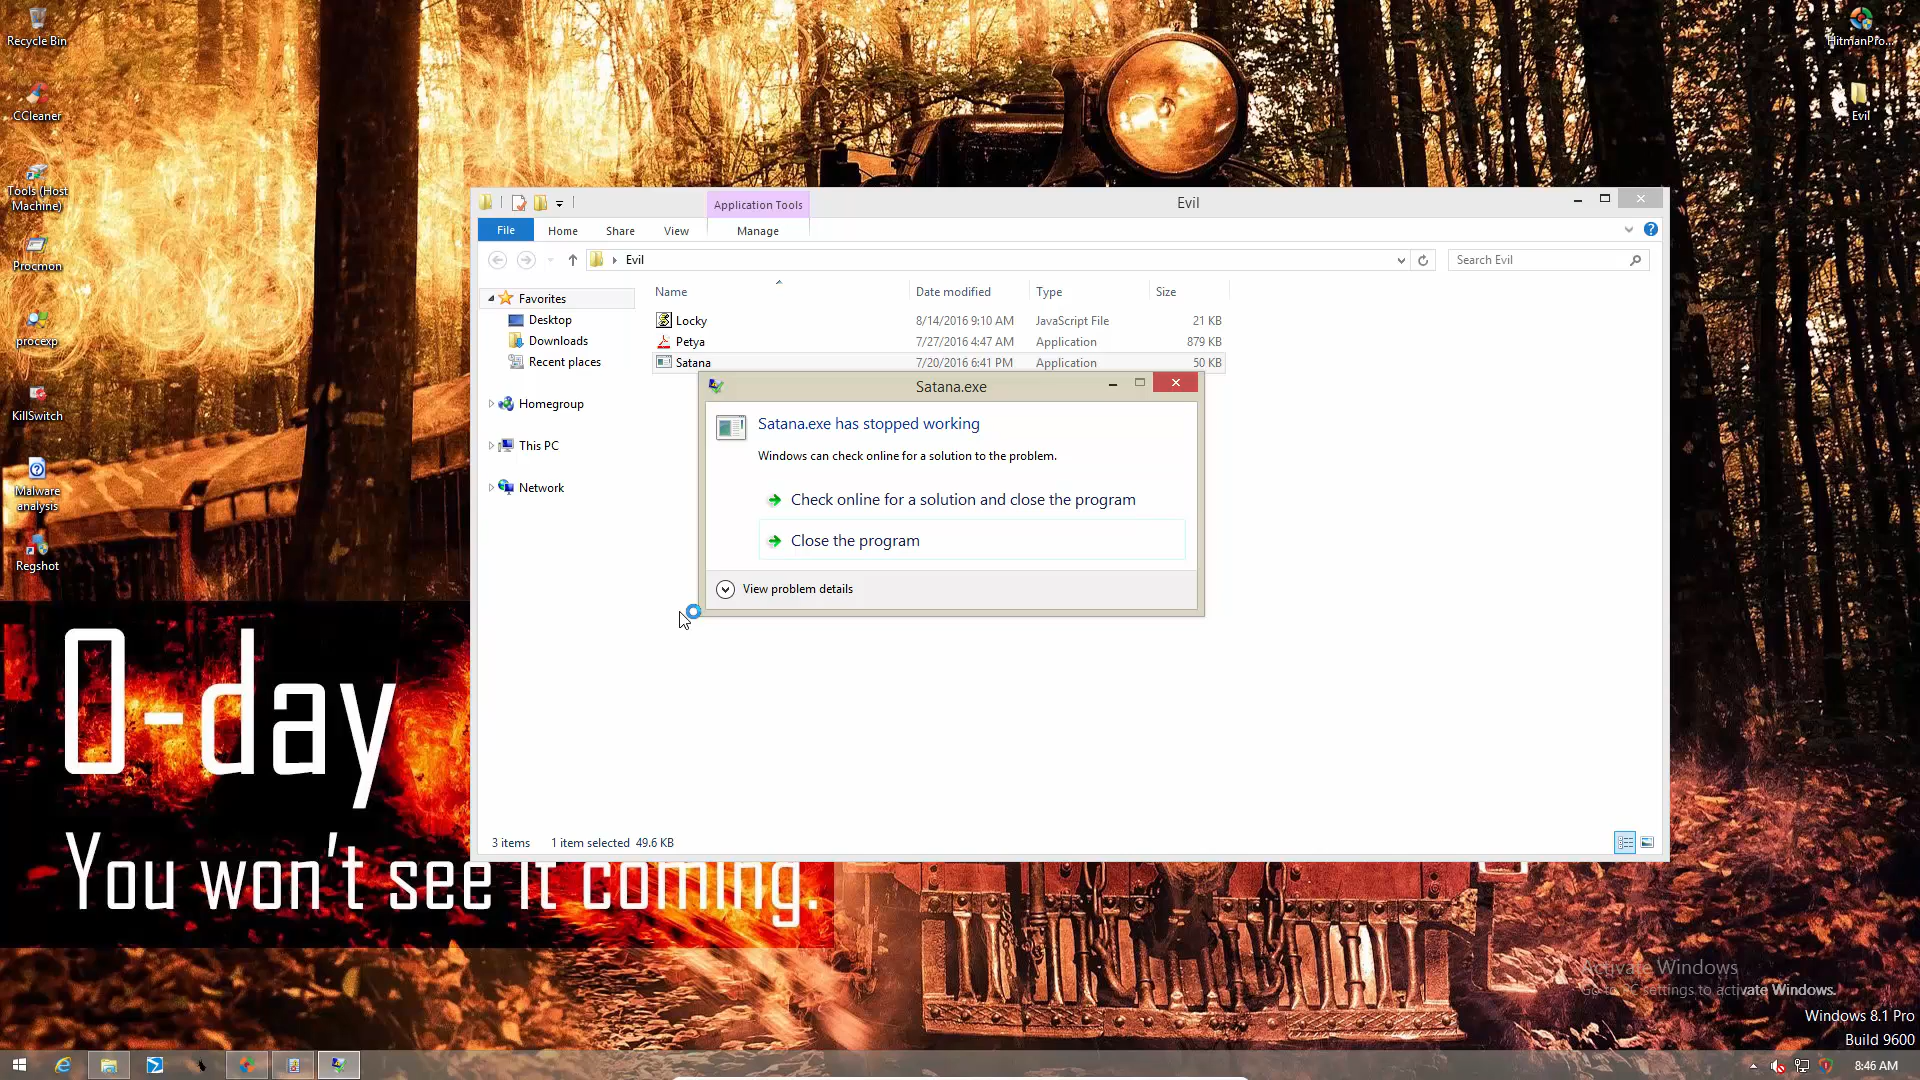 Recycle Bin
CCleaner
Tools (Host
Machine)
Procmon
procexp
KillSwitch
Malware
analysis
Regshot
HitmanPro...
Evil
Application Tools
Evil
File
Home
Share
View
Manage
Evil
Search Evil
Name
Date modified
Type
Size
Favorites
Desktop
Downloads
Recent places
Homegroup
This PC
Network
Locky 8/14/2016 9:10 AM JavaScript File 21 KB
Petya 7/27/2016 4:47 AM Application 879 KB
Satana 7/20/2016 6:41 PM Application 50 KB
Satana.exe
Satana.exe has stopped working
Windows can check online for a solution to the problem.
Check online for a solution and close the program
Close the program
View problem details
3 items 1 item selected 49.6 KB
0-day
You won't see it coming.
Activate Windows
Go to PC settings to activate Windows.
Windows 8.1 Pro
Build 9600
8:46 AM